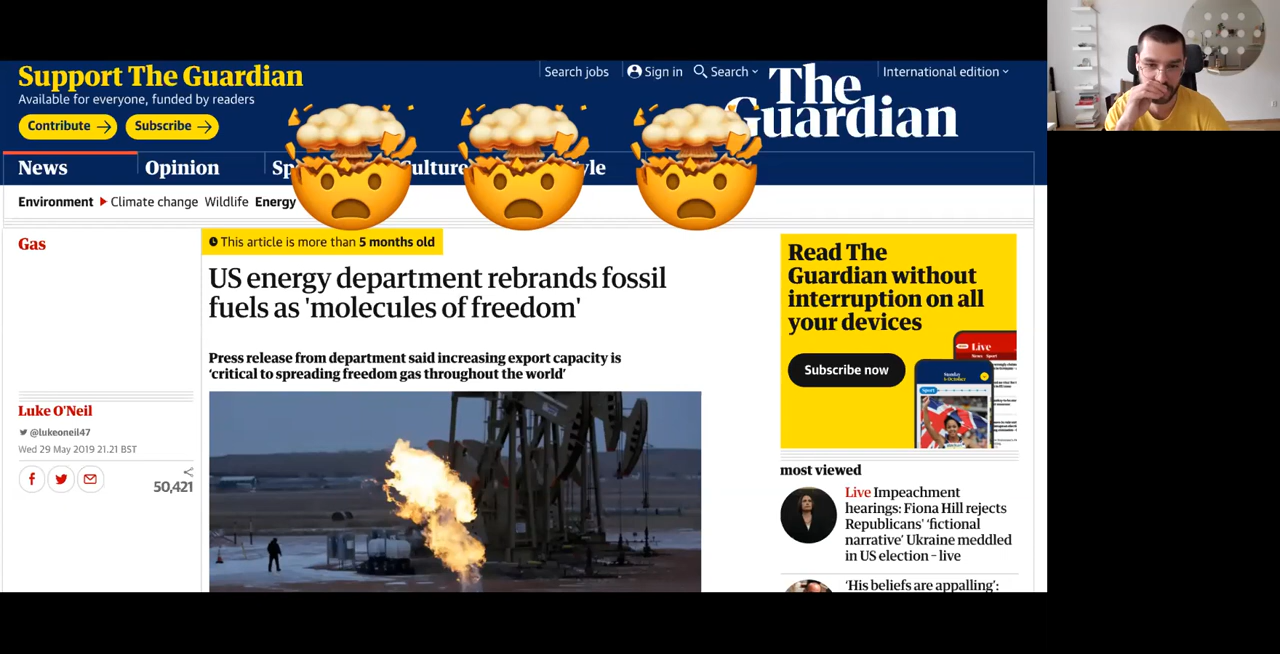 Support The Guardian
Available for everyone, funded by readers
Contribute →
Subscribe →
Search jobs
Sign in
Search
International edition
The
Guardian
News
Opinion
Sp
ulture
yle
Environment
Climate change
Wildlife
Energy
Gas
This article is more than 5 months old
US energy department rebrands fossil
fuels as 'molecules of freedom'
Press release from department said increasing export capacity is
‘critical to spreading freedom gas throughout the world’
Luke O'Neil
@lukeoneil47
Wed 29 May 2019 21.21 BST
50,421
Read The
Guardian without
interruption on all
your devices
Subscribe now
Live
most viewed
Live Impeachment
hearings: Fiona Hill rejects
Republicans' ‘fictional
narrative’ Ukraine meddled
in US election – live
‘His beliefs are appalling’: